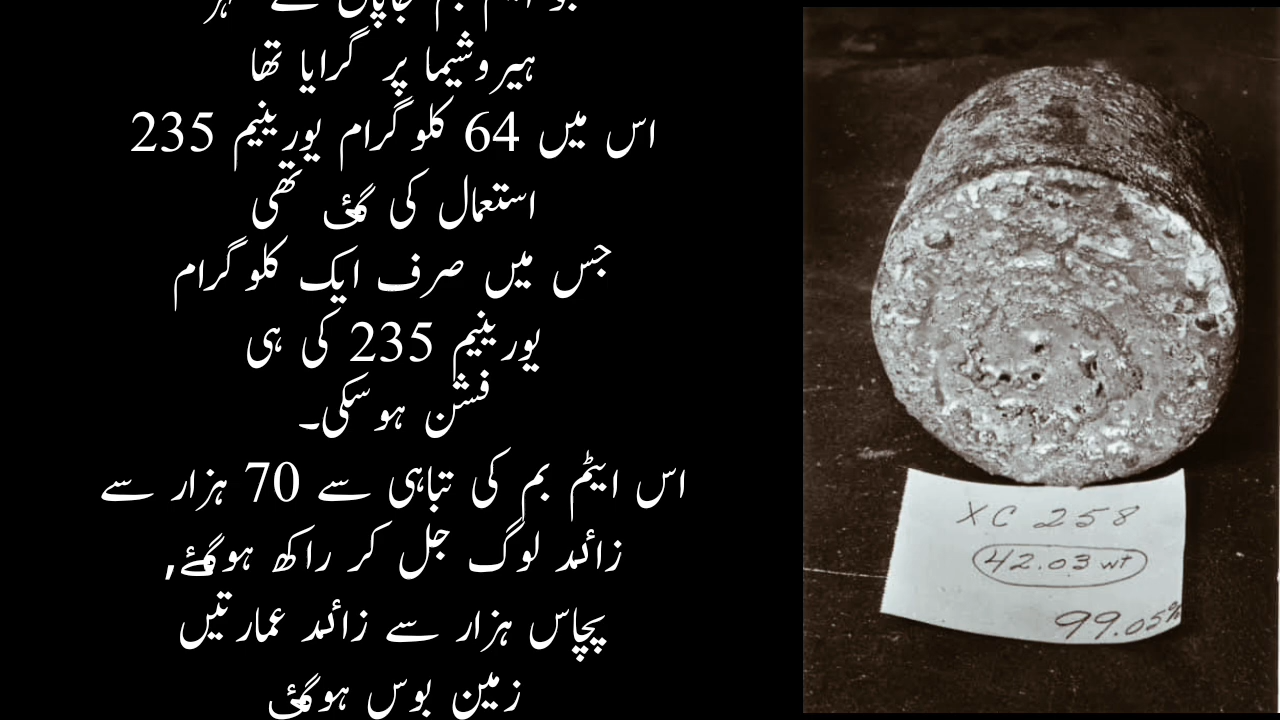 ہیروشیما پر گرایا تھا
اس میں 64 کلوگرام یورینیم 235
استعمال کی گئی تھی
جس میں صرف ایک کلوگرام
یورینیم 235 کی ہی
فشن ہوسکی۔
اس ایٹم بم کی تباہی سے 70 ہزار سے
زائد لوگ جل کر راکھ ہوگئے,
پچاس ہزار سے زائد عمارتیں
زمین بوس ہوگئی
XC 258
42.03 wt
99.05%